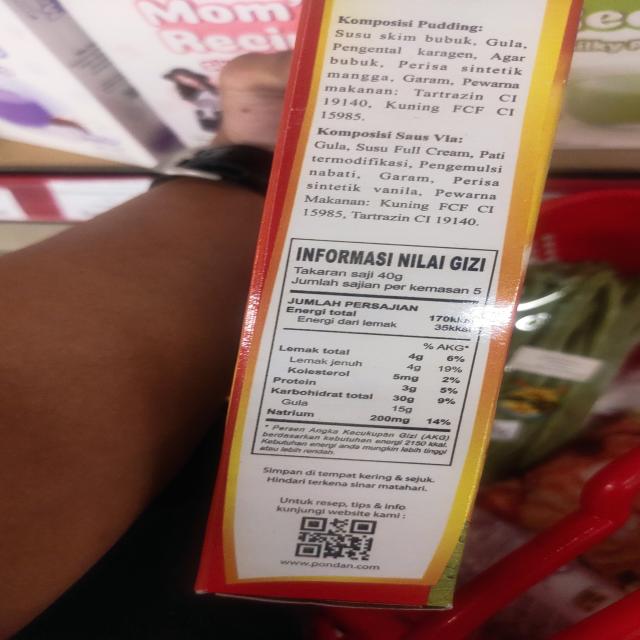 Mom's
Komposisi Pudding:
Susu skim bubuk, Gula,
Pengental karagen, Agar
bubuk, Perisa sintetik
mangga, Garam, Pewarna
makanan: Tartrazin CI
19140, Kuning FCF CI
15985.
Komposisi Saus Vla:
Gula, Susu Full Cream, Pati
termodifikasi, Pengemulsi
nabati, Garam, Perisa
sintetik vanila, Pewarna
Makanan: Kuning FCF CI
15985, Tartrazin CI 19140.
INFORMASI NILAI GIZI
Takaran saji 40g
Jumlah sajian per kemasan 5
JUMLAH PERSAJIAN
Energi total 170kkal
Energi dari lemak 35kkal
% AKG*
Lemak total 4g 6%
Lemak jenuh 4g 19%
Kolesterol 5mg 2%
Protein 3g 5%
Karbohidrat total 30g 9%
Gula 15g
Natrium 200mg 14%
* Persen Angka Kecukupan Gizi (AKG)
berdasarkan kebutuhan energi 2150 kkal.
Kebutuhan energi anda mungkin lebih tinggi
atau lebih rendah.
Simpan di tempat kering & sejuk.
Hindari terkena sinar matahari.
Untuk resep, tips & info
kunjungi website kami :
www.pondan.com